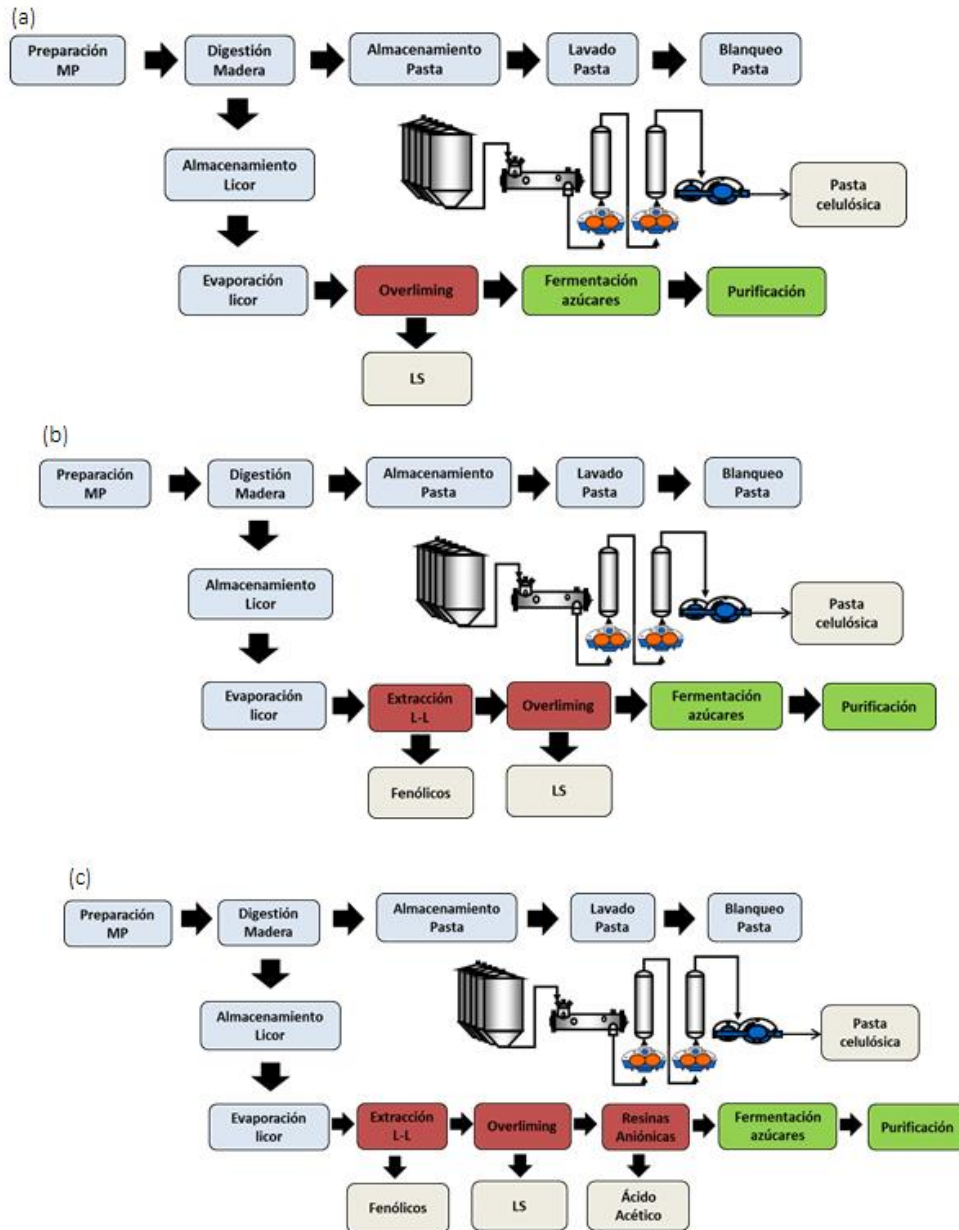 (a)
Preparación
MP
Digestión
Madera
Almacenamiento
Pasta
Lavado
Pasta
Blanqueo
Pasta
Almacenamiento
Licor
Pasta
celulósica
Evaporación
licor
Overliming
Fermentación
azúcares
Purificación
LS
(b)
Preparación
MP
Digestión
Madera
Almacenamiento
Pasta
Lavado
Pasta
Blanqueo
Pasta
Almacenamiento
Licor
Pasta
celulósica
Evaporación
licor
Extracción
L-L
Overliming
Fermentación
azúcares
Purificación
Fenólicos
LS
(c)
Preparación
MP
Digestión
Madera
Almacenamiento
Pasta
Lavado
Pasta
Blanqueo
Pasta
Almacenamiento
Licor
Pasta
celulósica
Evaporación
licor
Extracción
L-L
Overliming
Resinas
Aniónicas
Fermentación
azúcares
Purificación
Fenólicos
LS
Ácido
Acético